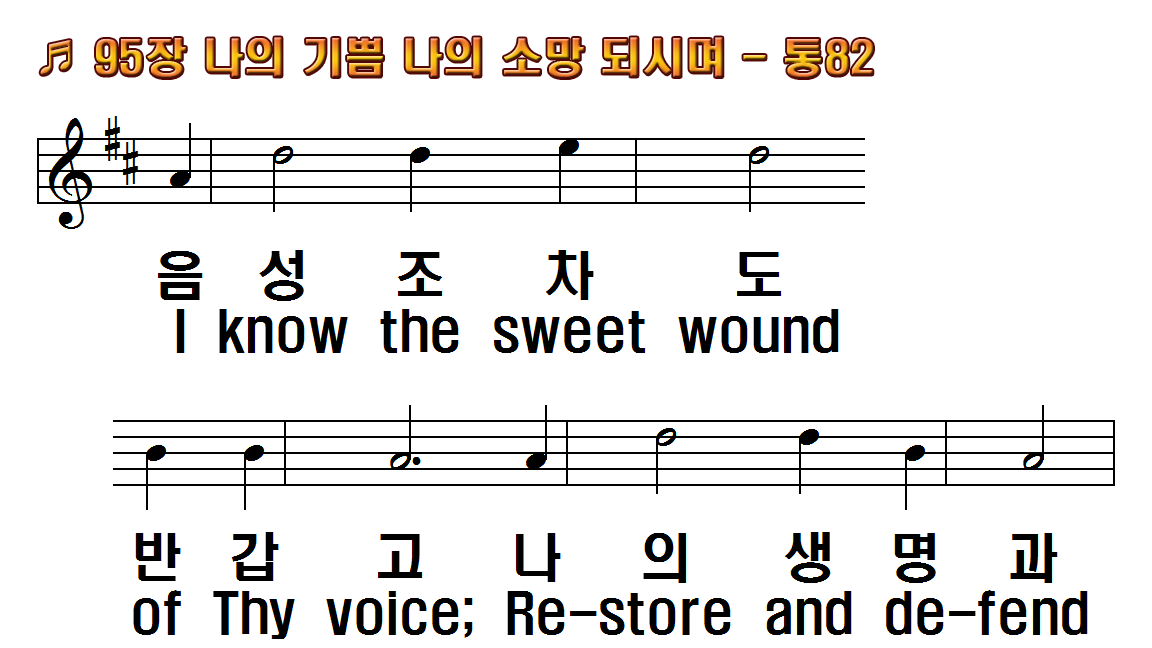 ♬ 95장 나의 기쁨 나의 소망 되시며 - 통82
음 성 조 차 도
I know the sweet wound
반 갑 고 나 의 생 명 과
of Thy voice; Re-store and de-fend